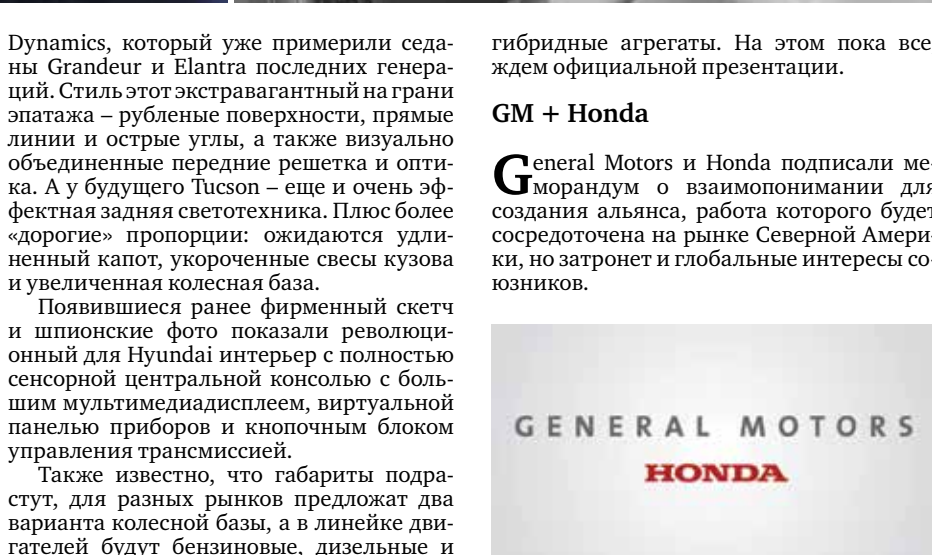 Dynamics, который уже примерили седа-
ны Grandeur и Elantra последних генера-
ций. Стиль этот экстравагантный на грани
эпатажа – рубленые поверхности, прямые
линии и острые углы, а также визуально
объединенные передние решетка и опти-
ка. А у будущего Tucson – еще и очень эф-
фектная задняя светотехника. Плюс более
«дорогие» пропорции: ожидаются удли-
ненный капот, укороченные свесы кузова
и увеличенная колесная база.
Появившиеся ранее фирменный скетч
и шпионские фото показали революци-
онный для Hyundai интерьер с полностью
сенсорной центральной консолью с боль-
шим мультимедиадисплеем, виртуальной
панелью приборов и кнопочным блоком
управления трансмиссией.
Также известно, что габариты подра-
стут, для разных рынков предложат два
варианта колесной базы, а в линейке дви-
гателей будут бензиновые, дизельные и
гибридные агрегаты. На этом пока все
ждем официальной презентации.
GM + Honda
General Motors и Honda подписали ме-
морандум о взаимопонимании для
создания альянса, работа которого будет
сосредоточена на рынке Северной Амери-
ки, но затронет и глобальные интересы со-
юзников.
GENERAL MOTORS
HONDA